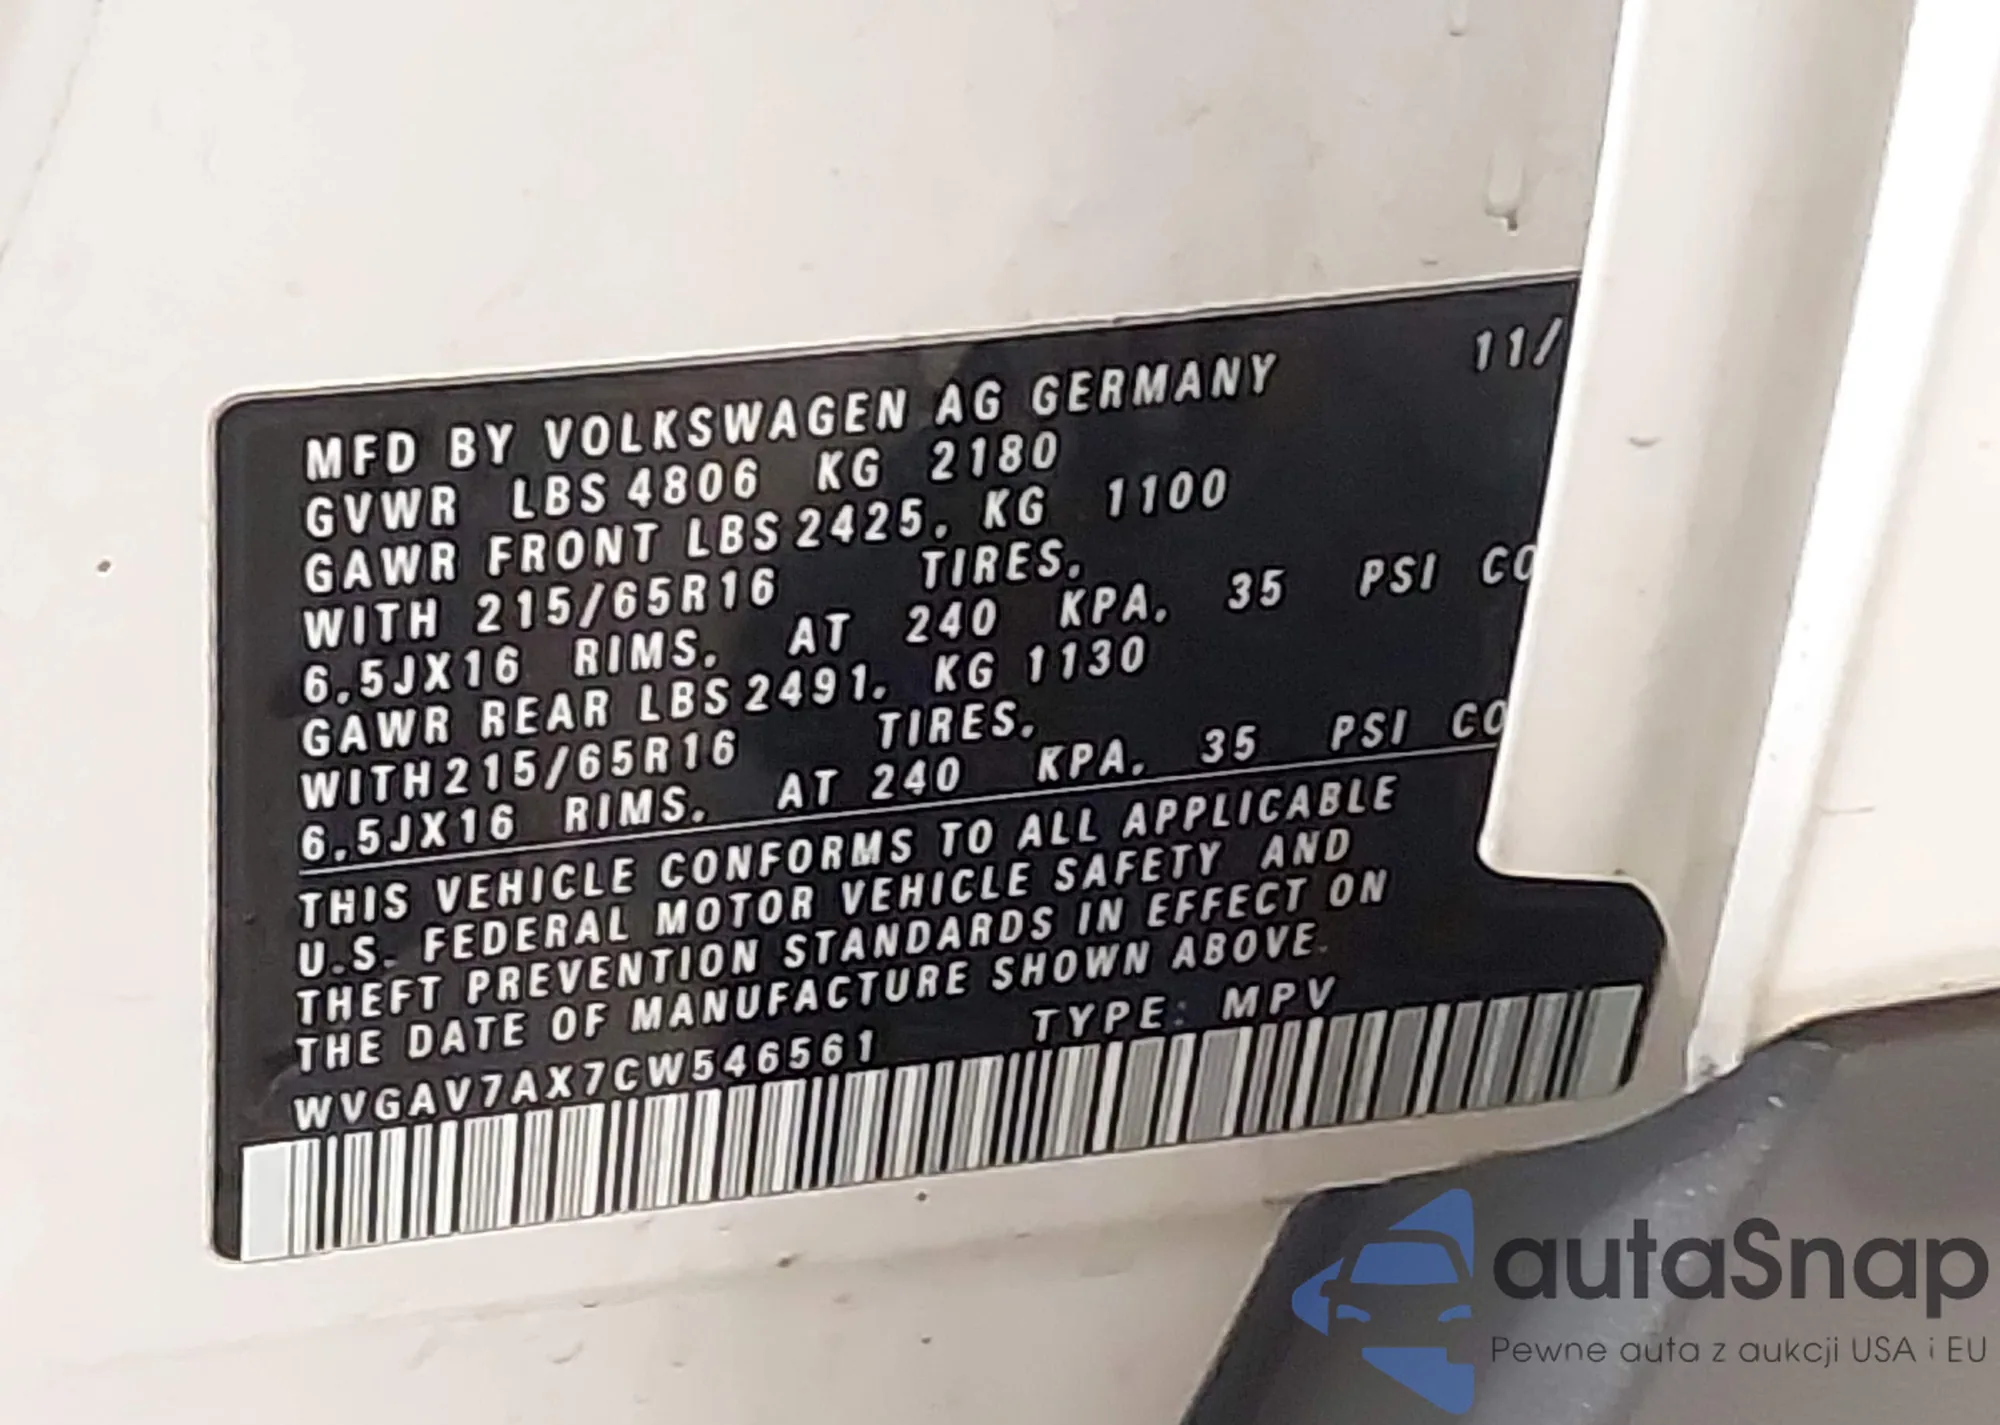 MFD BY VOLKSWAGEN AG GERMANY 11/
GVWR LBS 4806 KG 2180
GAWR FRONT LBS 2425. KG 1100
WITH 215/65R16 TIRES.
6.5JX16 RIMS. AT 240 KPA. 35 PSI CO
GAWR REAR LBS 2491. KG 1130
WITH 215/65R16 TIRES.
6.5JX16 RIMS. AT 240 KPA. 35 PSI CO
THIS VEHICLE CONFORMS TO ALL APPLICABLE
U.S. FEDERAL MOTOR VEHICLE SAFETY AND
THEFT PREVENTION STANDARDS IN EFFECT ON
THE DATE OF MANUFACTURE SHOWN ABOVE.
WVGAV7AX7CW546561 TYPE: MPV
autaSnap
Pewne auta z aukcji USA i EU